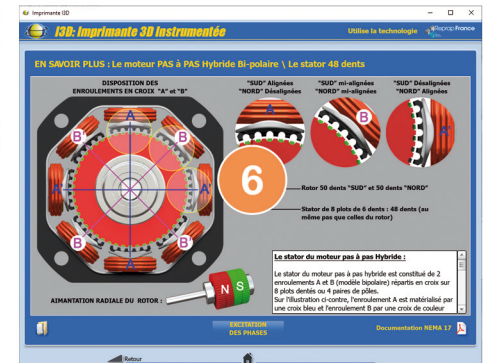 Imprimante I3D
I3D: Imprimante 3D Instrumentée
Utilise la technologie
Reprap France
EN SAVOIR PLUS : Le moteur PAS à PAS Hybride Bi-polaire \ Le stator 48 dents
DISPOSITION DES
ENROULEMENTS EN CROIX "A" et "B"
"SUD" Alignées
"NORD" Désalignées
"SUD" mi-alignées
"NORD" mi-alignées
"SUD" Désalignées
"NORD" Alignées
A
B
B'
A'
A
B'
B
A'
A'
A'
B
B'
A
6
Rotor 50 dents "SUD" et 50 dents "NORD"
Stator de 8 plots de 6 dents : 48 dents (au
même pas que celles du rotor)
AIMANTATION RADIALE DU ROTOR :
N S
Le stator du moteur pas à pas Hybride :
Le stator du moteur pas à pas hybride est constitué de 2
enroulements A et B (modèle bipolaire) répartis en croix sur
8 plots dentés ou 4 paires de pôles.
Sur l'illustration ci-contre, l'enroulement A est matérialisé par
une croix bleu et l'enroulement B par une croix de couleur
EXCITATION
DES PHASES
Documentation NEMA 17
Retour